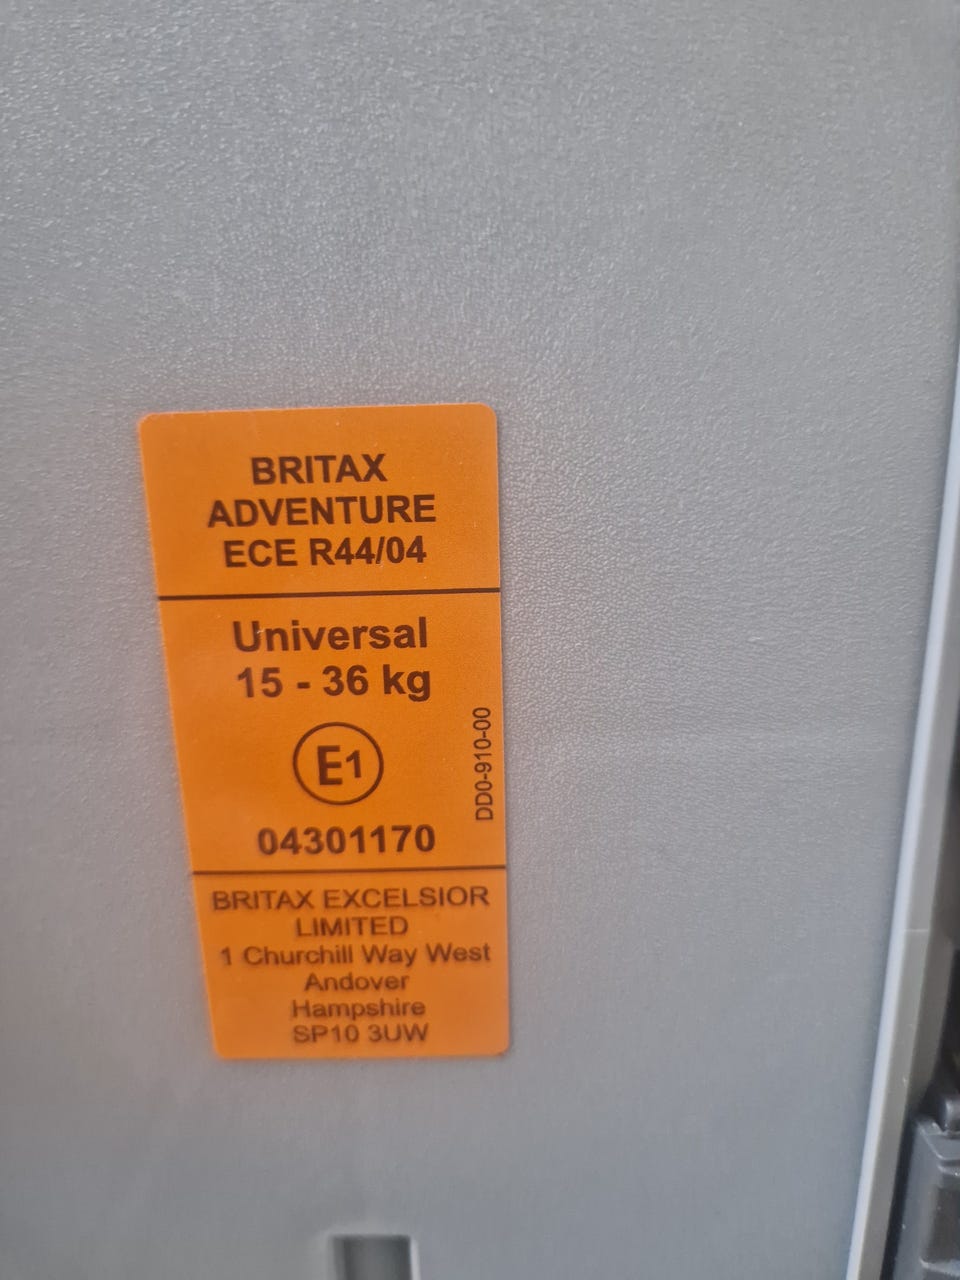 BRITAX
ADVENTURE
ECE R44/04
Universal
15 - 36 kg
E1
04301170
DD0-910-00
BRITAX EXCELSIOR
LIMITED
1 Churchill Way West
Andover
Hampshire
SP10 3UW